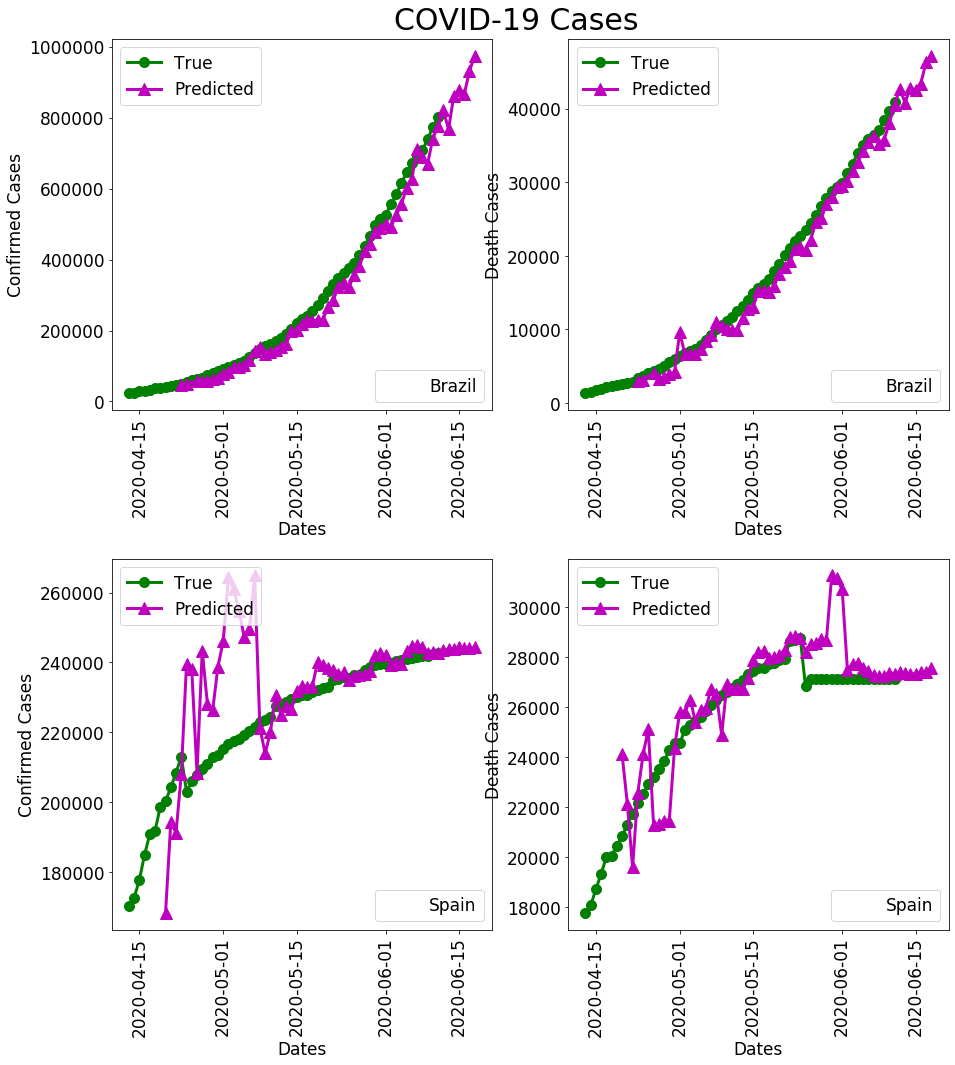 COVID-19 Cases
True
Predicted
Confirmed Cases
1000000
800000
600000
400000
200000
0
Brazil
2020-04-15
2020-05-01
2020-05-15
2020-06-01
2020-06-15
Dates
True
Predicted
Death Cases
40000
30000
20000
10000
0
Brazil
2020-04-15
2020-05-01
2020-05-15
2020-06-01
2020-06-15
Dates
True
Predicted
Confirmed Cases
260000
240000
220000
200000
180000
Spain
2020-04-15
2020-05-01
2020-05-15
2020-06-01
2020-06-15
Dates
True
Predicted
Death Cases
30000
28000
26000
24000
22000
20000
18000
Spain
2020-04-15
2020-05-01
2020-05-15
2020-06-01
2020-06-15
Dates